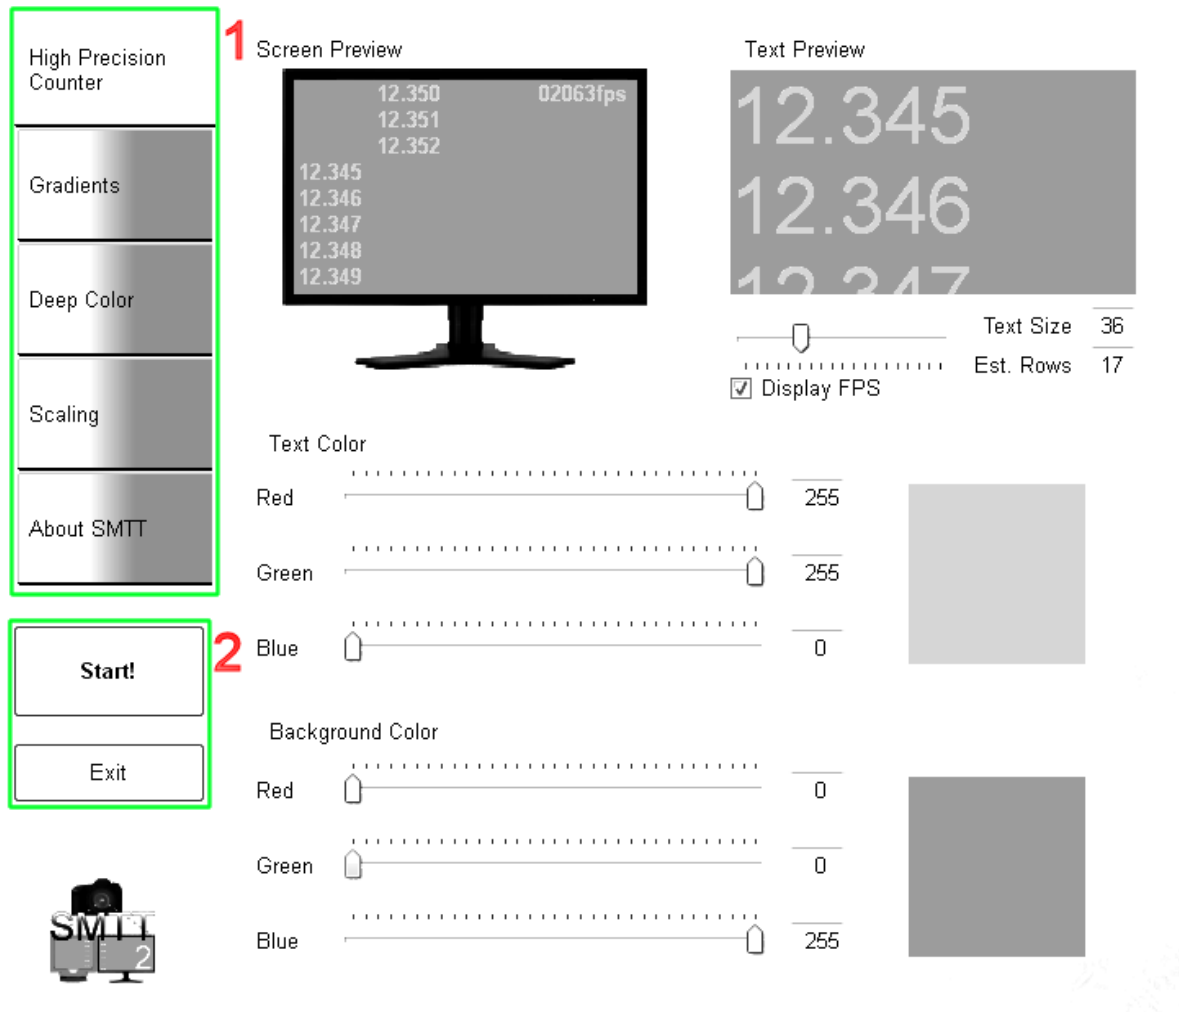 High Precision
Counter
Gradients
Deep Color
Scaling
About SMTT
1
Start!
Exit
2
SMTT
2
Screen Preview
12.350 02063fps
12.351
12.352
12.345
12.346
12.347
12.348
12.349
Text Preview
12.345
12.346
12.347
Text Size 36
Est. Rows 17
Display FPS
Text Color
Red 255
Green 255
Blue 0
Background Color
Red 0
Green 0
Blue 255